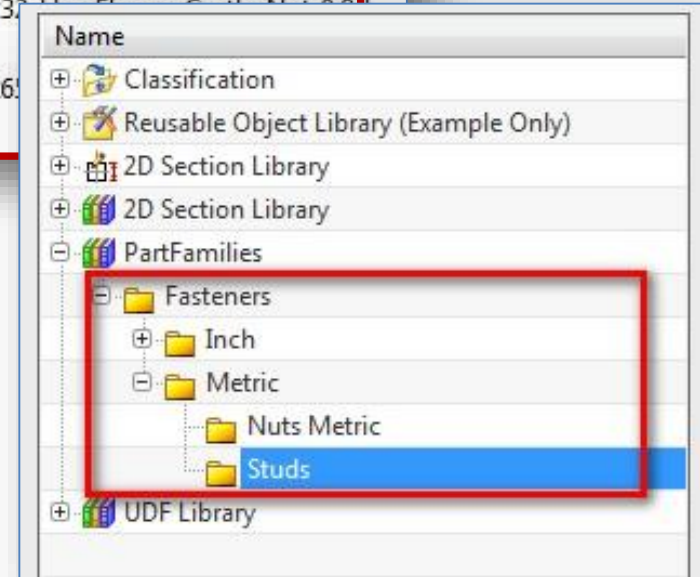 Name
Classification
Reusable Object Library (Example Only)
2D Section Library
2D Section Library
PartFamilies
Fasteners
Inch
Metric
Nuts Metric
Studs
UDF Library